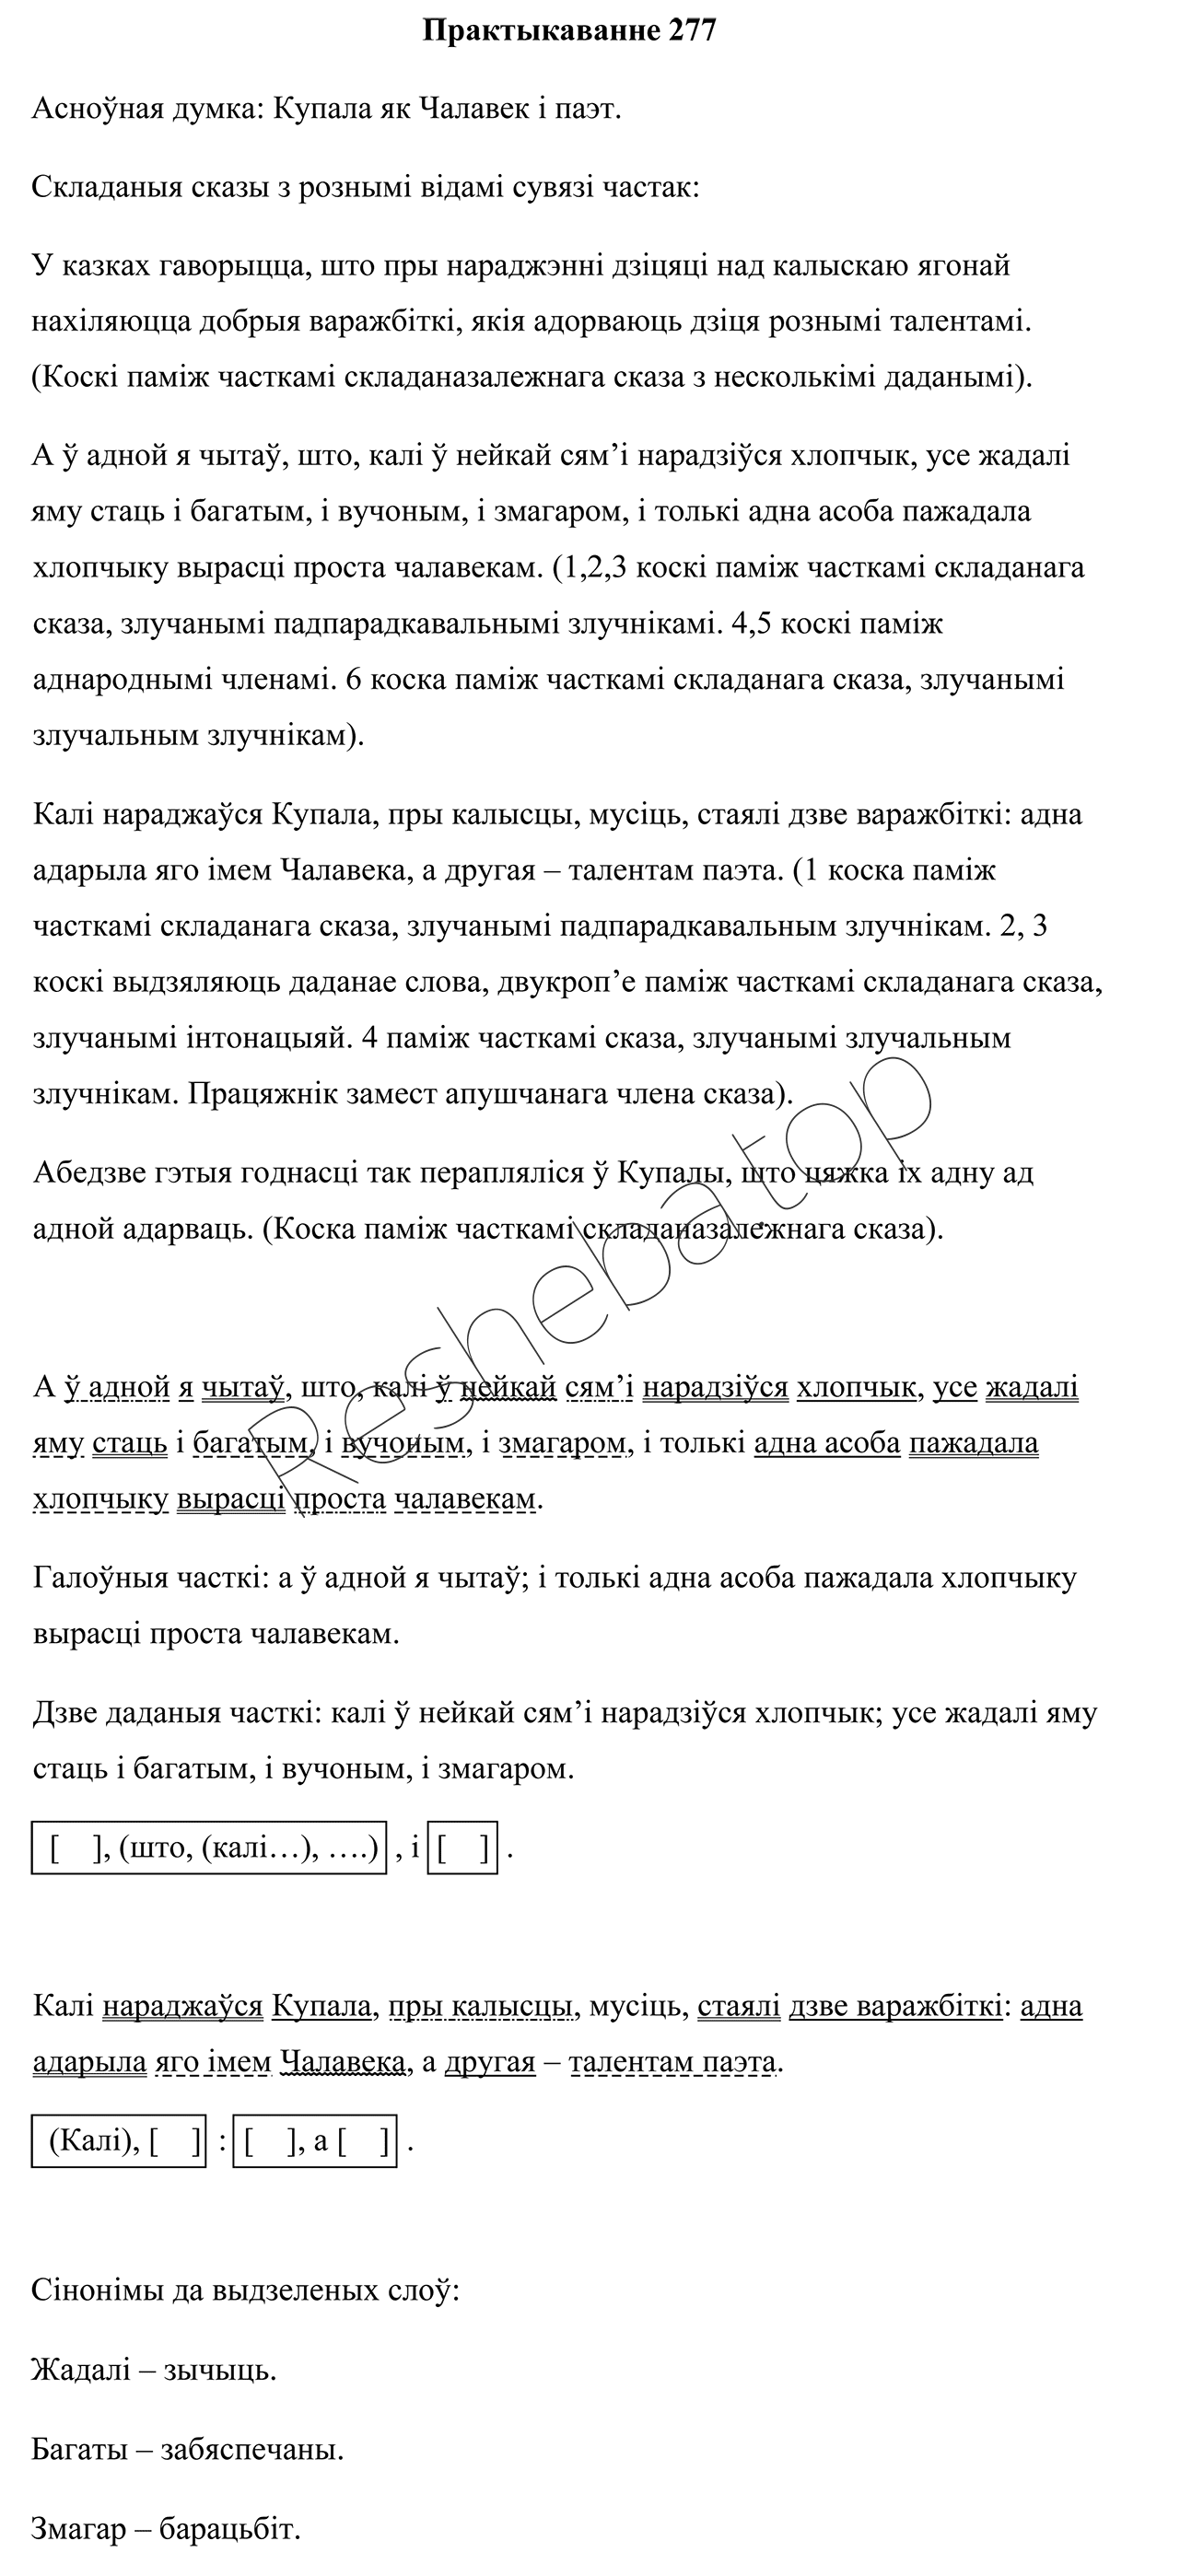 Практыкаванне 277
Асноўная думка: Купала як Чалавек і паэт.
Складаныя сказы з рознымі відамі сувязі частак:
У казках гаворыцца, што пры нараджэнні дзіцяці над калыскаю ягонай
нахіляюцца добрыя варажбіткі, якія адорваюць дзіця рознымі талентамі.
(Коскі паміж часткамі складаназалежнага сказа з несколькімі даданымі).
А ў адной я чытаў, што, калі ў нейкай сям’і нарадзіўся хлопчык, усе жадалі
яму стаць і багатым, і вучоным, і змагаром, і толькі адна асоба пажадала
хлопчыку вырасці проста чалавекам. (1,2,3 коскі паміж часткамі складанага
сказа, злучанымі падпарадкавальнымі злучнікамі. 4,5 коскі паміж
аднароднымі членамі. 6 коска паміж часткамі складанага сказа, злучанымі
злучальным злучнікам).
Калі нараджаўся Купала, пры калысцы, мусіць, стаялі дзве варажбіткі: адна
адарыла яго імем Чалавека, а другая – талентам паэта. (1 коска паміж
часткамі складанага сказа, злучанымі падпарадкавальным злучнікам. 2, 3
коскі выдзяляюць даданае слова, двукроп’е паміж часткамі складанага сказа,
злучанымі інтонацыяй. 4 паміж часткамі сказа, злучанымі злучальным
злучнікам. Працяжнік замест апушчанага члена сказа).
Абедзве гэтыя годнасці так перапляліся ў Купалы, што цяжка іх адну ад
адной адарваць. (Коска паміж часткамі складаназалежнага сказа).
Reshebatop
А ў адной я чытаў, што, калі ў нейкай сям’і нарадзіўся хлопчык, усе жадалі
яму стаць і багатым, і вучоным, і змагаром, і толькі адна асоба пажадала
хлопчыку вырасці проста чалавекам.
Галоўныя часткі: а ў адной я чытаў; і толькі адна асоба пажадала хлопчыку
вырасці проста чалавекам.
Дзве даданыя часткі: калі ў нейкай сям’і нарадзіўся хлопчык; усе жадалі яму
стаць і багатым, і вучоным, і змагаром.
[ ], (што, (калі…), ….) , і [ ] .
Калі нараджаўся Купала, пры калысцы, мусіць, стаялі дзве варажбіткі: адна
адарыла яго імем Чалавека, а другая – талентам паэта.
(Калі), [ ] : [ ], а [ ] .
Сінонімы да выдзеленых слоў:
Жадалі – зычыць.
Багаты – забяспечаны.
Змагар – барацьбіт.